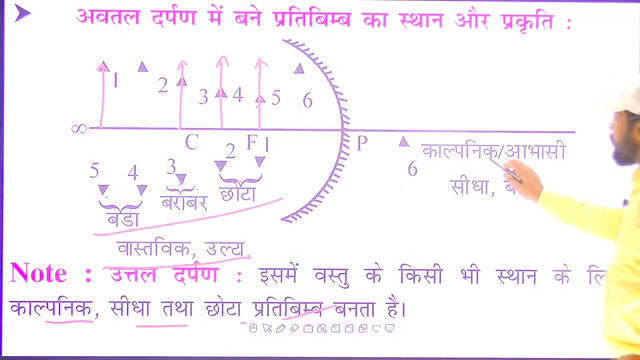 अवतल दर्पण में बने प्रतिबिम्ब का स्थान और प्रकृति :
1 2 3 4 5 6
∞ C F P
5 4 3 2 1 6
बड़ा बराबर छोटा
काल्पनिक/आभासी
सीधा,
वास्तविक, उल्टा
Note : उत्तल दर्पण : इसमें वस्तु के किसी भी स्थान के
काल्पनिक, सीधा तथा छोटा प्रतिबिम्ब बनता है।